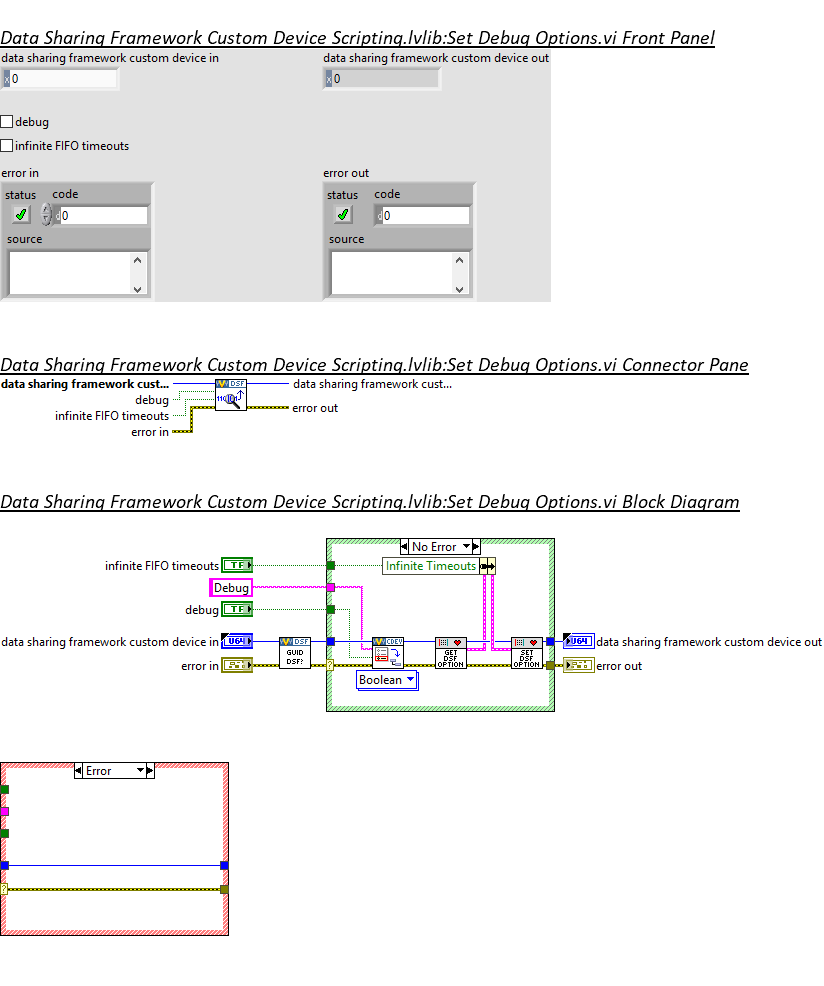 Data Sharing Framework Custom Device Scripting.lvlib:Set Debug Options.vi Front Panel
data sharing framework custom device in
data sharing framework custom device out
x 0
x 0
debug
infinite FIFO timeouts
error in
error out
status code
status code
d 0
d 0
source
source
Data Sharing Framework Custom Device Scripting.lvlib:Set Debug Options.vi Connector Pane
data sharing framework cust...
DSF
data sharing framework cust...
debug
infinite FIFO timeouts
error out
error in
Data Sharing Framework Custom Device Scripting.lvlib:Set Debug Options.vi Block Diagram
No Error
infinite FIFO timeouts
TF
Infinite Timeouts
Debug
debug
TF
data sharing framework custom device in
U64
DSF
GUID
DSF?
CDEV
GET
DSF
OPTION
SET
DSF
OPTION
U64
data sharing framework custom device out
error in
?
error out
Boolean
Error
?